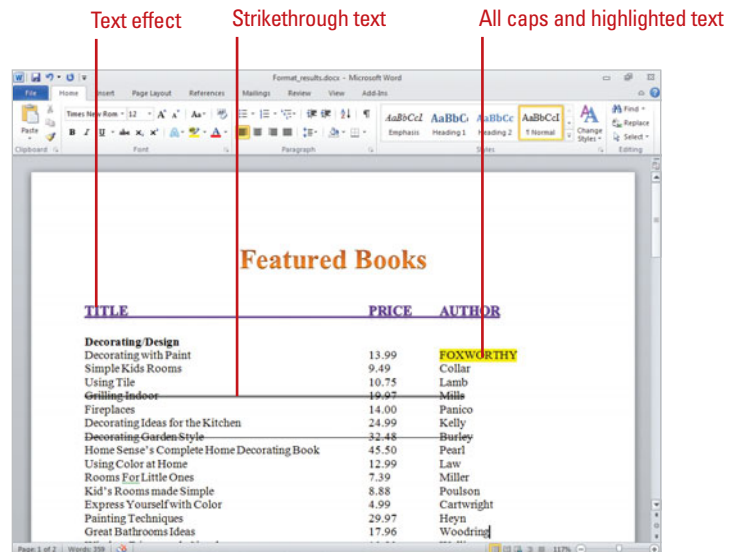 Text effect
Strikethrough text
All caps and highlighted text
Format_results.docx - Microsoft Word
File Home Insert Page Layout References Mailings Review View Add-Ins
Paste
Times New Rom 12
Clipboard
Font
Paragraph
AaBbCcI Emphasis
AaBbC Heading 1
AaBbCc Heading 2
AaBbCcI ¶ Normal
Change Styles
Styles
Find
Replace
Select
Editing
Featured Books
TITLE PRICE AUTHOR
Decorating/Design
Decorating with Paint 13.99 FOXWORTHY
Simple Kids Rooms 9.49 Collar
Using Tile 10.75 Lamb
Grilling Indoor 19.97 Mills
Fireplaces 14.00 Panico
Decorating Ideas for the Kitchen 24.99 Kelly
Decorating Garden Style 32.48 Burley
Home Sense's Complete Home Decorating Book 45.50 Pearl
Using Color at Home 12.99 Law
Rooms For Little Ones 7.39 Miller
Kid's Rooms made Simple 8.88 Poulson
Express Yourself with Color 4.99 Cartwright
Painting Techniques 29.97 Heyn
Great Bathrooms Ideas 17.96 Woodring
Page: 1 of 2 Words: 359 117%